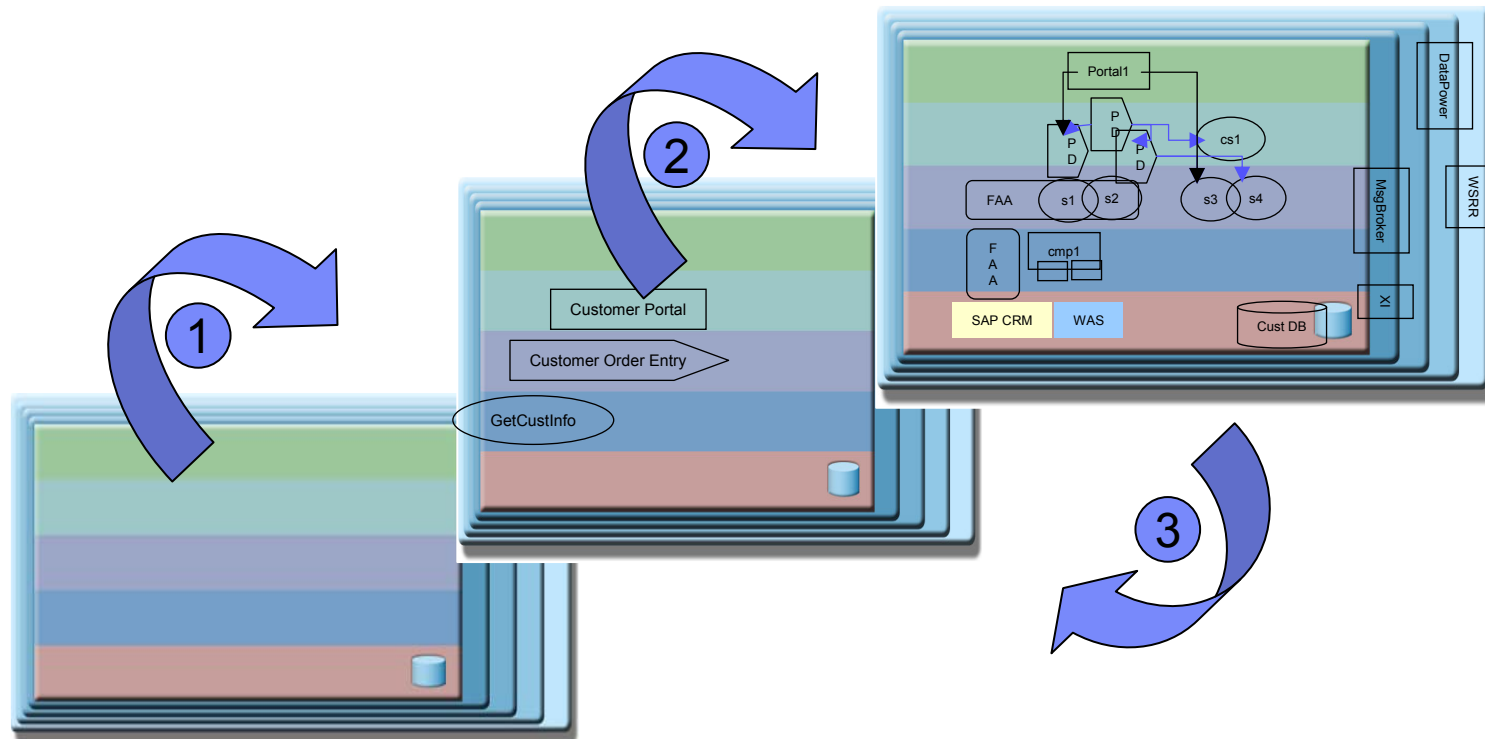 1
2
Customer Portal
Customer Order Entry
GetCustInfo
Portal1
P
D
P
D
P
D
cs1
FAA
s1
s2
s3
s4
F
A
A
cmp1
SAP CRM
WAS
Cust DB
DataPower
MsgBroker
WSRR
XI
3